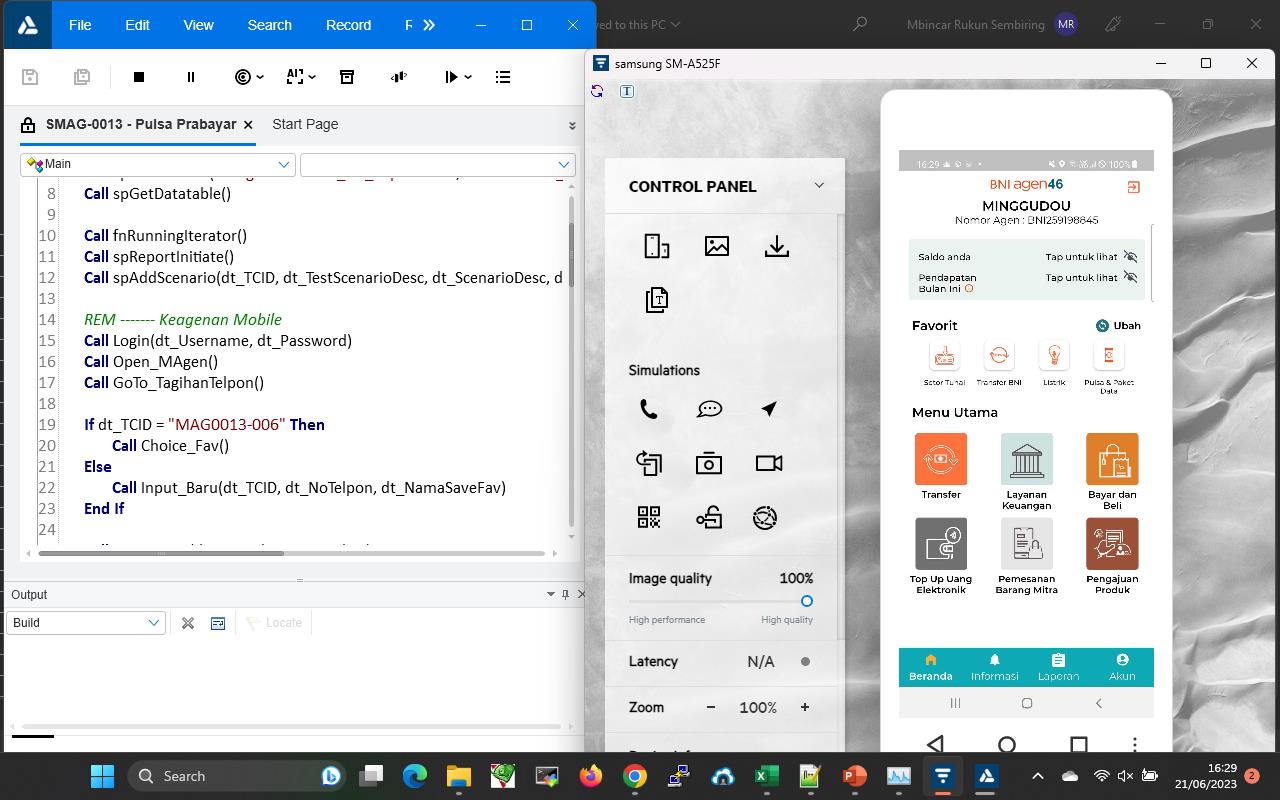 File Edit View Search Record
ved to this PC
Mbincar Rukun Sembiring MR
samsung SM-A525F
SMAG-0013 - Pulsa Prabayar
Start Page
Main
8 Call spGetDatatable()
9
10 Call fnRunningIterator()
11 Call spReportInitiate()
12 Call spAddScenario(dt_TCID, dt_TestScenarioDesc, dt_ScenarioDesc, d
13
14 REM ------- Keagenan Mobile
15 Call Login(dt_Username, dt_Password)
16 Call Open_MAgen()
17 Call GoTo_TagihanTelpon()
18
19 If dt_TCID = "MAG0013-006" Then
20 Call Choice_Fav()
21 Else
22 Call Input_Baru(dt_TCID, dt_NoTelpon, dt_NamaSaveFav)
23 End If
24
Output
Build
Locate
CONTROL PANEL
Simulations
Image quality 100%
High performance High quality
Latency N/A
Zoom − 100% +
16:29 100%
BNI agen46
MINGGUDOU
Nomor Agen : BNI259198845
Saldo anda Tap untuk lihat
Pendapatan
Bulan Ini
Tap untuk lihat
Favorit Ubah
Setor Tunai Transfer BNI Listrik Pulsa & Paket
Data
Menu Utama
Transfer
Layanan
Keuangan
Bayar dan
Beli
Top Up Uang
Elektronik
Pemesanan
Barang Mitra
Pengajuan
Produk
Beranda Informasi Laporan Akun
Search
16:29
21/06/2023
2